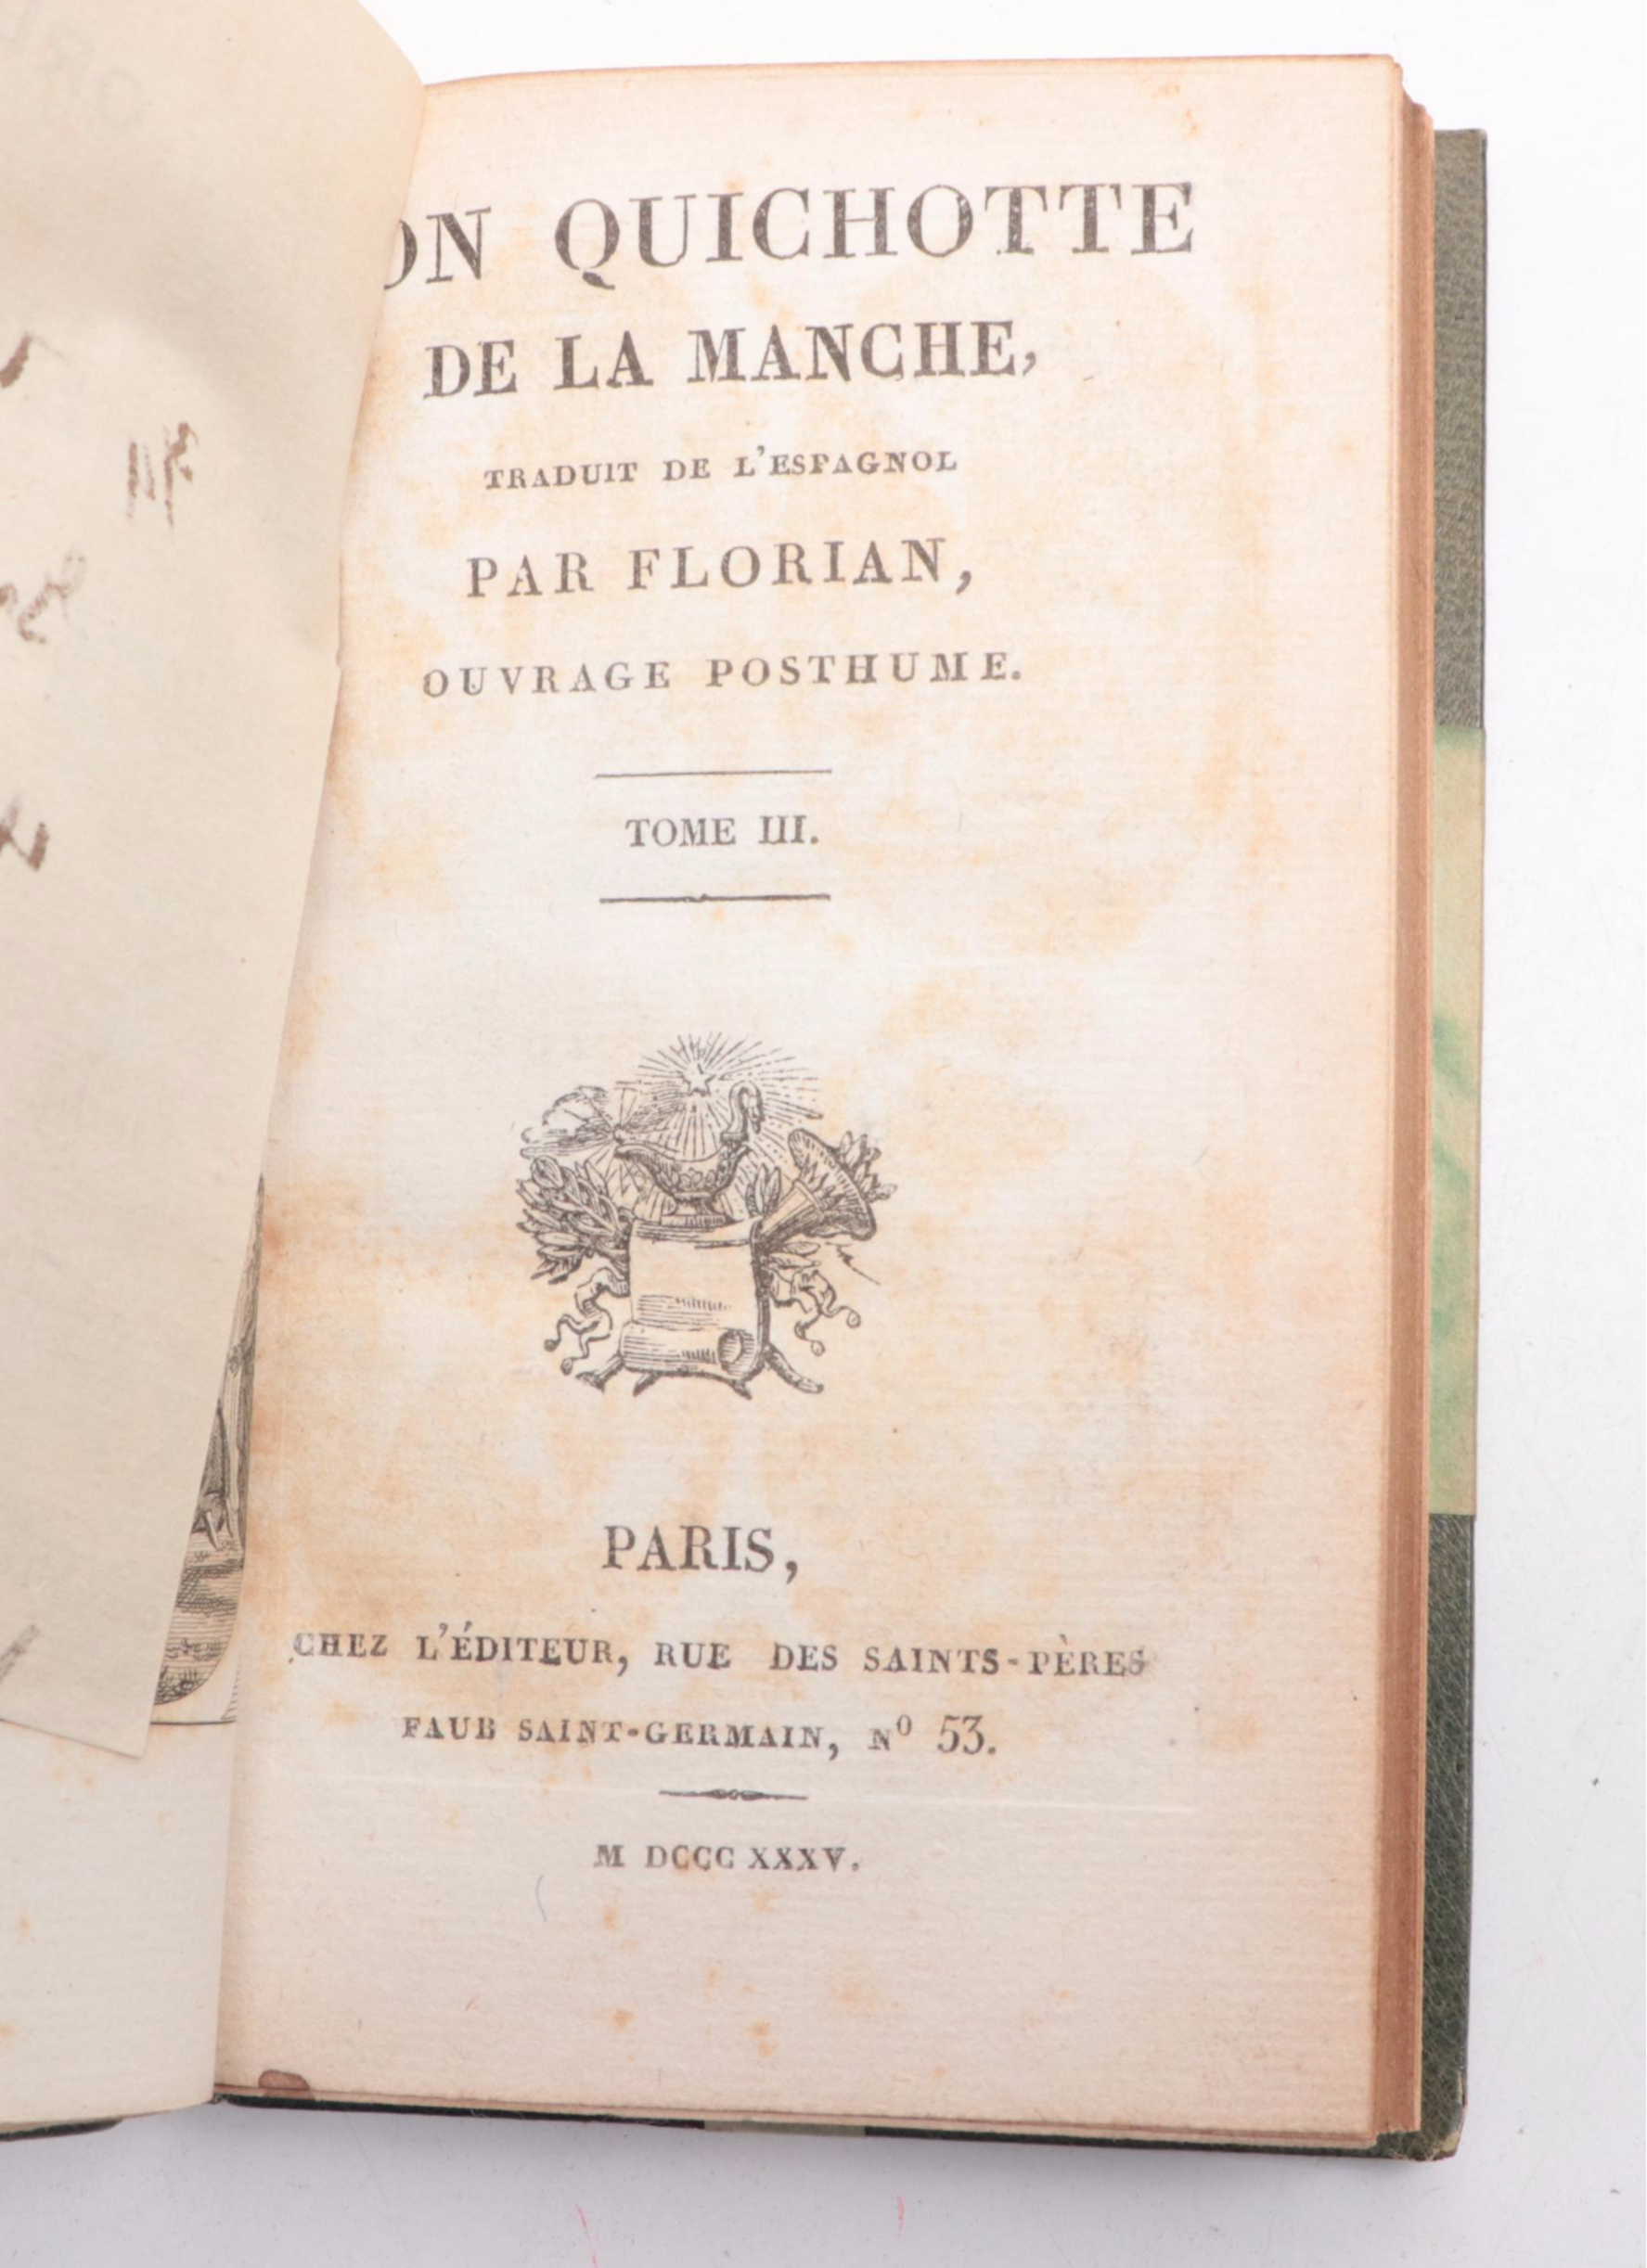 ON QUICHOTTE
DE LA MANCHE,
TRADUIT DE L'ESPAGNOL
PAR FLORIAN,
OUVRAGE POSTHUME.
TOME III.
PARIS,
CHEZ L'ÉDITEUR, RUE DES SAINTS-PÈRES
FAUB SAINT-GERMAIN, Nº 53.
M DCCC XXXV.